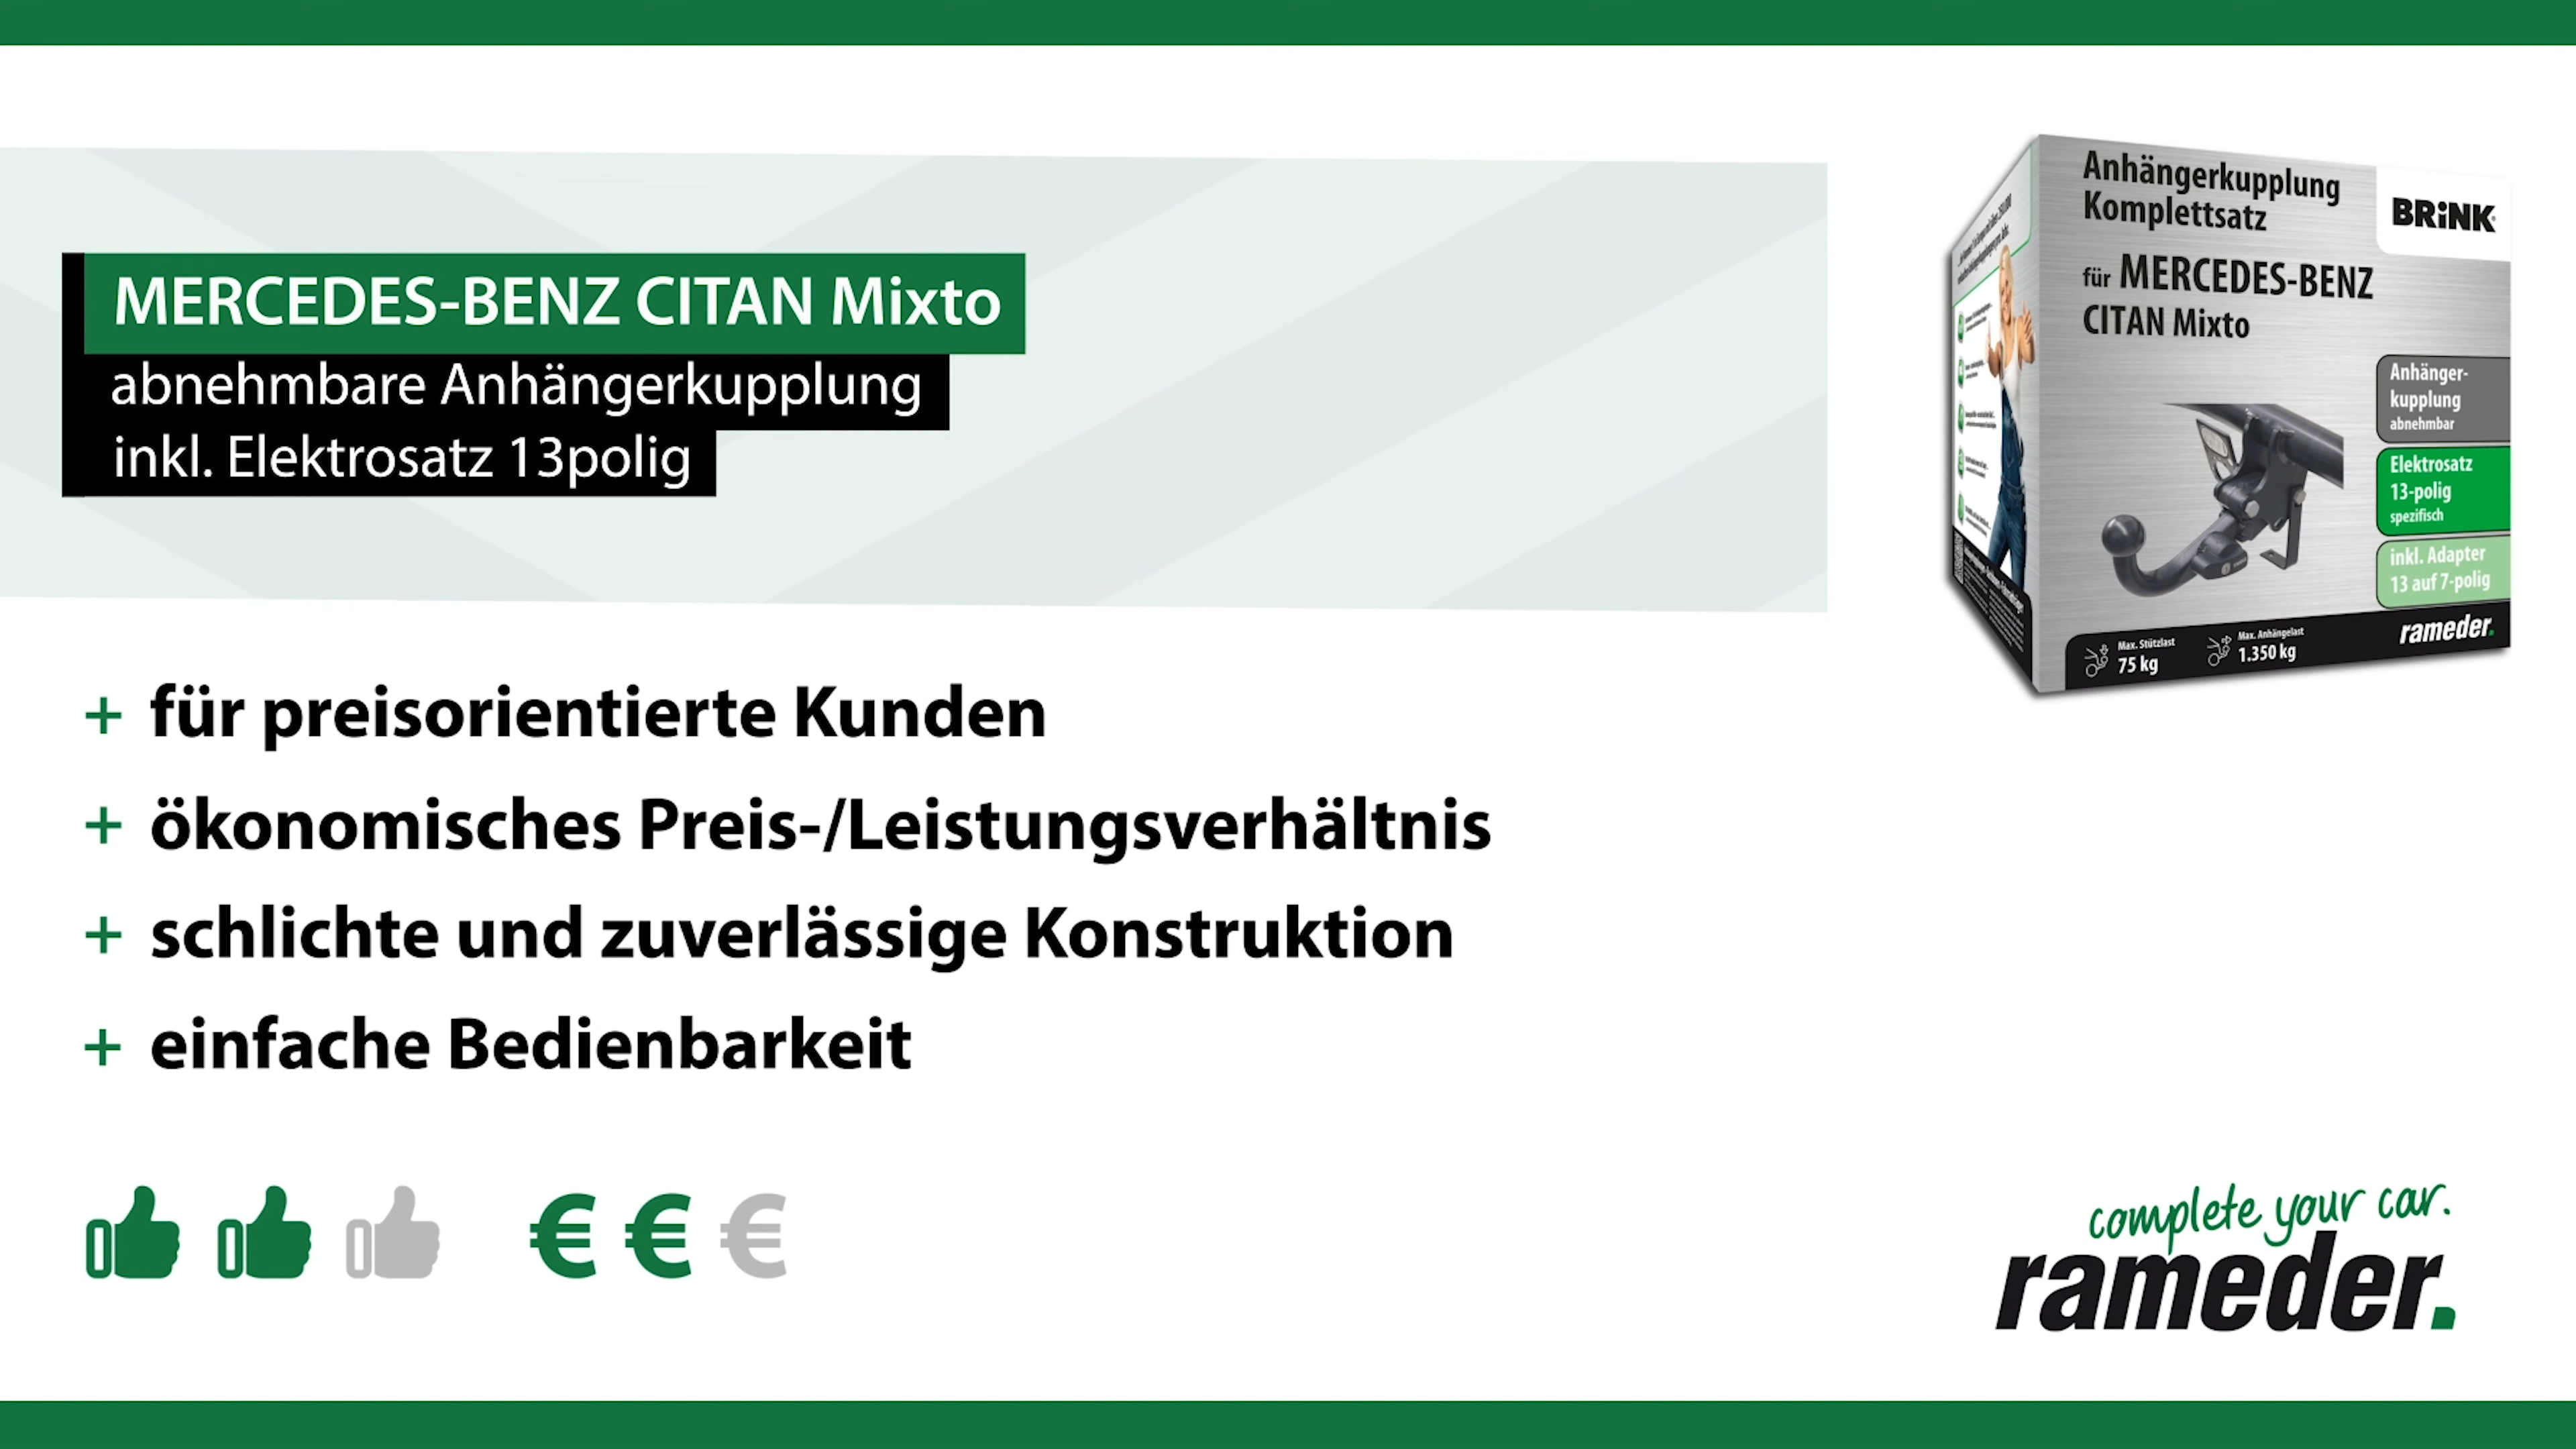 MERCEDES-BENZ CITAN Mixto
abnehmbare Anhängerkupplung
inkl. Elektrosatz 13polig
+ für preisorientierte Kunden
+ ökonomisches Preis-/Leistungsverhältnis
+ schlichte und zuverlässige Konstruktion
+ einfache Bedienbarkeit
€ € €
Anhängerkupplung
Komplettsatz
BRiNK
für MERCEDES-BENZ
CITAN Mixto
Anhänger-
kupplung
abnehmbar
Elektrosatz
13-polig
spezifisch
inkl. Adapter
13 auf 7-polig
Max. Stützlast
75 kg
Max. Anhängelast
1.350 kg
rameder.
complete your car.
rameder.